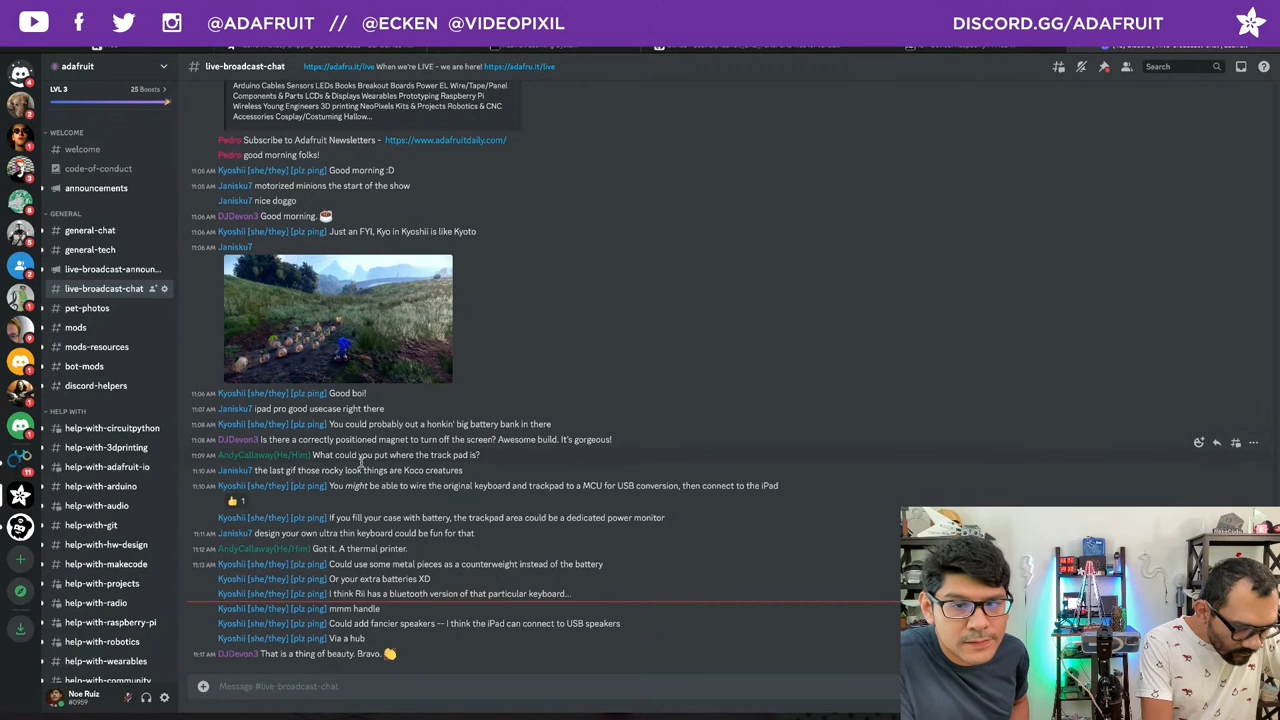 @ADAFRUIT // @ECKEN @VIDEOPIXIL
DISCORD.GG/ADAFRUIT
adafruit
LVL 3
25 Boosts >
WELCOME
welcome
code-of-conduct
announcements
GENERAL
general-chat
general-tech
live-broadcast-announ...
live-broadcast-chat
pet-photos
mods
mods-resources
bot-mods
discord-helpers
HELP WITH
help-with-circuitpython
help-with-3dprinting
help-with-adafruit-io
help-with-arduino
help-with-audio
help-with-git
help-with-hw-design
help-with-makecode
help-with-projects
help-with-radio
help-with-raspberry-pi
help-with-robotics
help-with-wearables
Noe Ruiz
#0959
live-broadcast-chat https://adafru.it/live When we're LIVE - we are here! https://adafru.it/live
Search
Arduino Cables Sensors LEDs Books Breakout Boards Power EL Wire/Tape/Panel
Components & Parts LCDs & Displays Wearables Prototyping Raspberry Pi
Wireless Young Engineers 3D printing NeoPixels Kits & Projects Robotics & CNC
Accessories Cosplay/Costuming Hallow...
Pedro Subscribe to Adafruit Newsletters - https://www.adafruitdaily.com/
Pedro good morning folks!
11:05 AM Kyoshii [she/they] [plz ping] Good morning :D
11:05 AM Janisku7 motorized minions the start of the show
Janisku7 nice doggo
11:06 AM DJDevon3 Good morning. ☕
11:06 AM Kyoshii [she/they] [plz ping] Just an FYI, Kyo in Kyoshii is like Kyoto
11:06 AM Janisku7
11:06 AM Kyoshii [she/they] [plz ping] Good boi!
11:07 AM Janisku7 ipad pro good usecase right there
11:08 AM Kyoshii [she/they] [plz ping] You could probably out a honkin' big battery bank in there
11:08 AM DJDevon3 Is there a correctly positioned magnet to turn off the screen? Awesome build. It's gorgeous!
11:09 AM AndyCallaway(He/Him) What could you put where the track pad is?
11:10 AM Janisku7 the last gif those rocky look things are Koco creatures
11:10 AM Kyoshii [she/they] [plz ping] You might be able to wire the original keyboard and trackpad to a MCU for USB conversion, then connect to the iPad
👍 1
Kyoshii [she/they] [plz ping] If you fill your case with battery, the trackpad area could be a dedicated power monitor
11:11 AM Janisku7 design your own ultra thin keyboard could be fun for that
11:12 AM AndyCallaway(He/Him) Got it. A thermal printer.
11:13 AM Kyoshii [she/they] [plz ping] Could use some metal pieces as a counterweight instead of the battery
Kyoshii [she/they] [plz ping] Or your extra batteries XD
Kyoshii [she/they] [plz ping] I think Rii has a bluetooth version of that particular keyboard...
Kyoshii [she/they] [plz ping] mmm handle
Kyoshii [she/they] [plz ping] Could add fancier speakers -- I think the iPad can connect to USB speakers
Kyoshii [she/they] [plz ping] Via a hub
11:17 AM DJDevon3 That is a thing of beauty. Bravo. 👏
Message #live-broadcast-chat